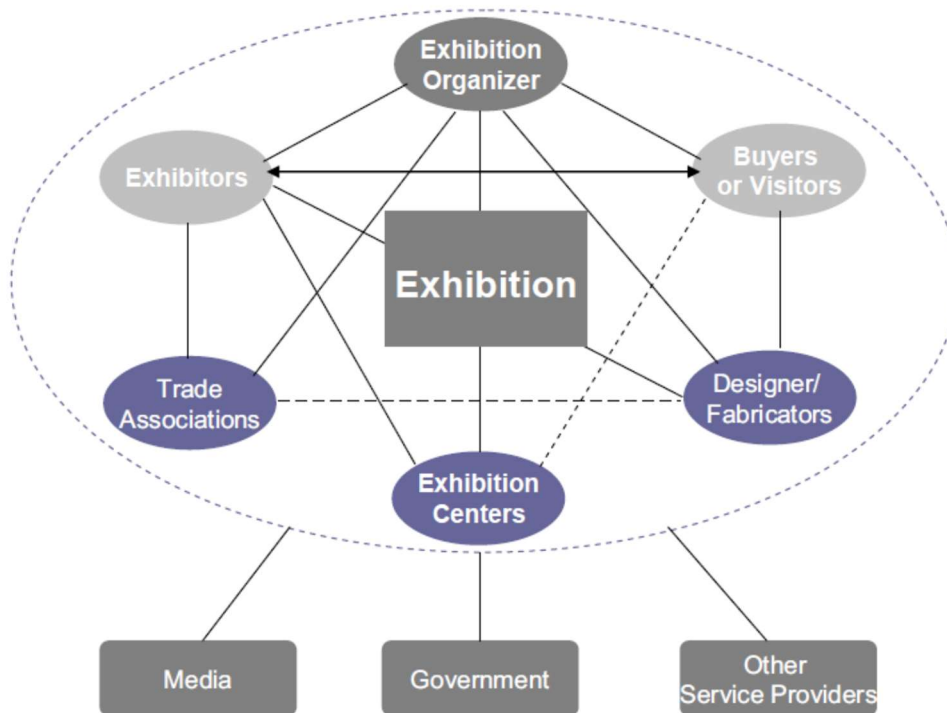 Exhibition
Organizer
Exhibitors
Buyers
or Visitors
Exhibition
Trade
Associations
Designer/
Fabricators
Exhibition
Centers
Media
Government
Other
Service Providers